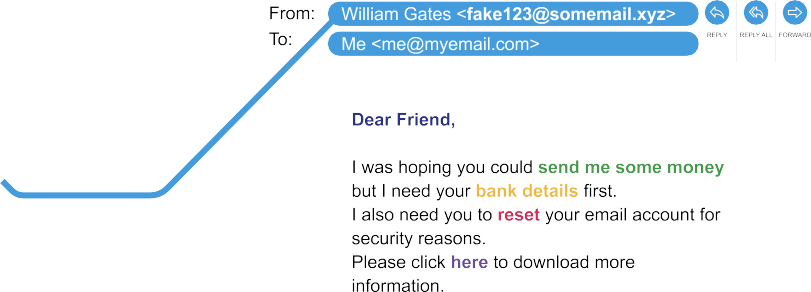 From: William Gates <fake123@somemail.xyz>
To: Me <me@myemail.com>
REPLY REPLY ALL FORWARD
Dear Friend,
I was hoping you could send me some money
but I need your bank details first.
I also need you to reset your email account for
security reasons.
Please click here to download more
information.